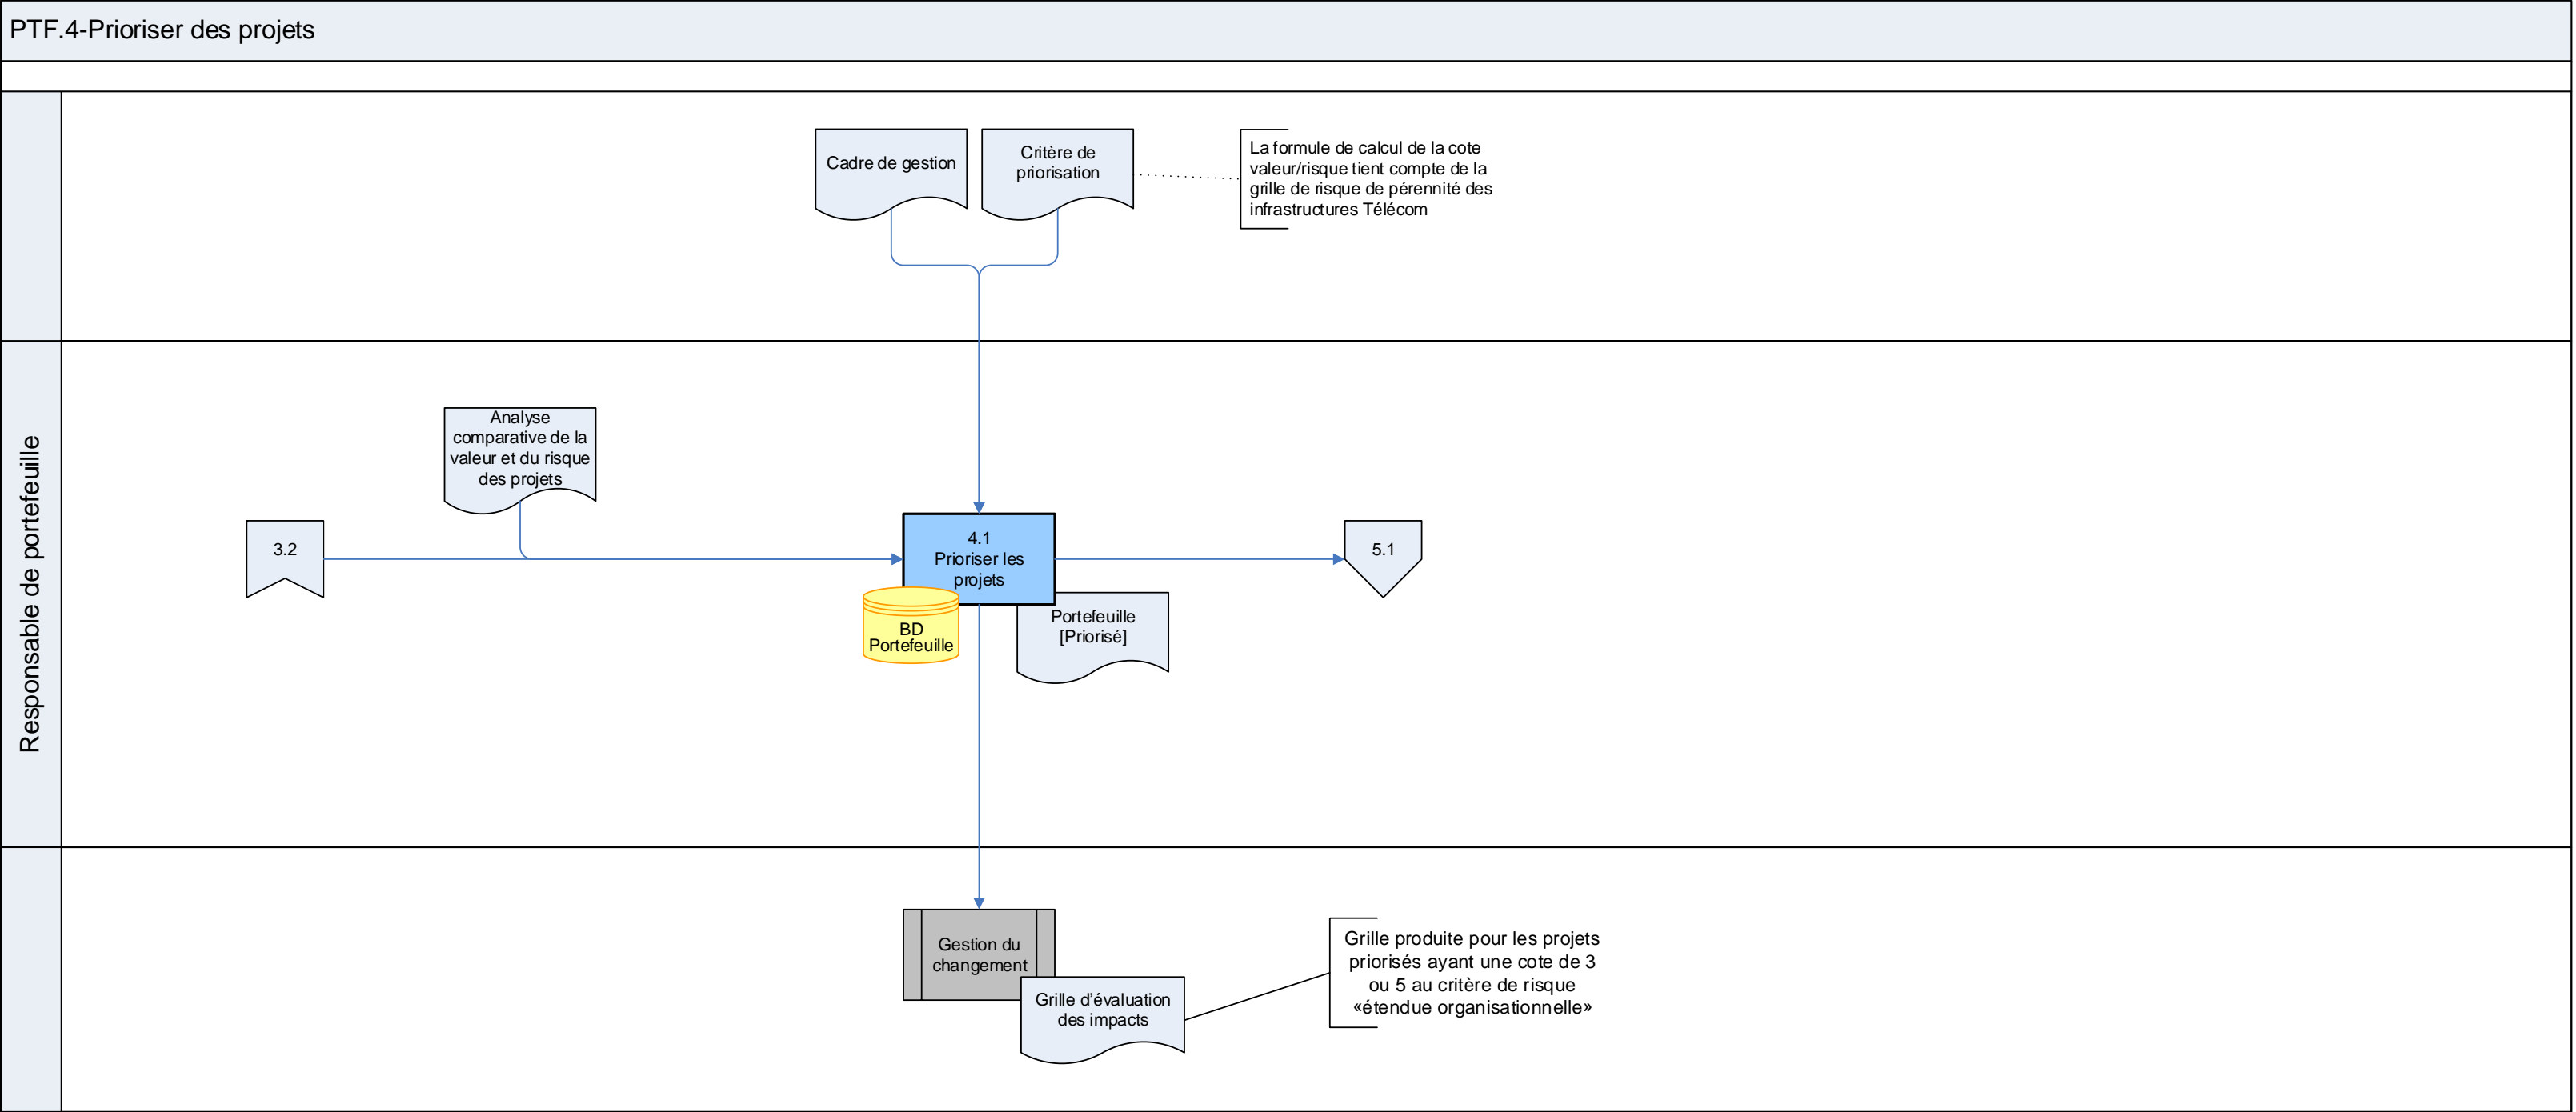 PTF.4-Prioriser des projets
Cadre de gestion
Critère de
priorisation
La formule de calcul de la cote
valeur/risque tient compte de la
grille de risque de pérennité des
infrastructures Télécom
Responsable de portefeuille
Analyse
comparative de la
valeur et du risque
des projets
3.2
4.1
Prioriser les
projets
5.1
BD
Portefeuille
Portefeuille
[Priorisé]
Gestion du
changement
Grille d'évaluation
des impacts
Grille produite pour les projets
priorisés ayant une cote de 3
ou 5 au critère de risque
«étendue organisationnelle»